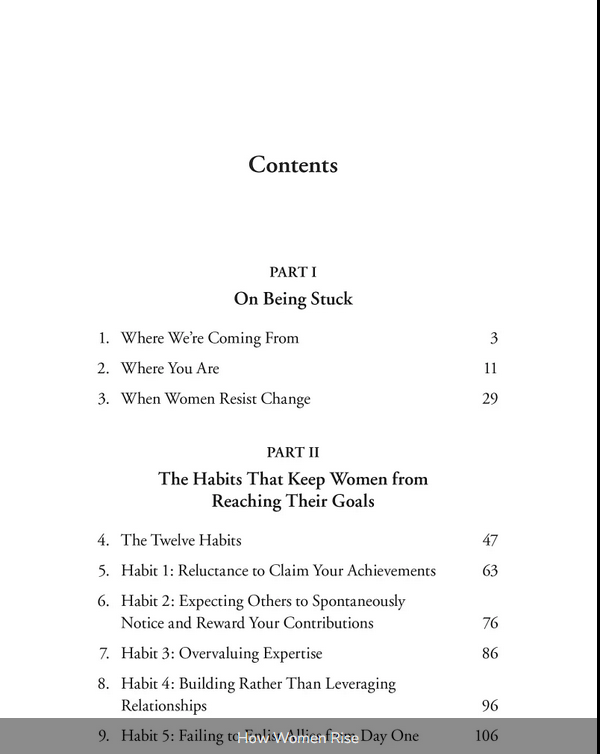 Contents
PART I
On Being Stuck
1. Where We’re Coming From 3
2. Where You Are 11
3. When Women Resist Change 29
PART II
The Habits That Keep Women from
Reaching Their Goals
4. The Twelve Habits 47
5. Habit 1: Reluctance to Claim Your Achievements 63
6. Habit 2: Expecting Others to Spontaneously
Notice and Reward Your Contributions 76
7. Habit 3: Overvaluing Expertise 86
8. Habit 4: Building Rather Than Leveraging
Relationships 96
9. Habit 5: Failing to Enlist Allies from Day One 106
How Women Rise